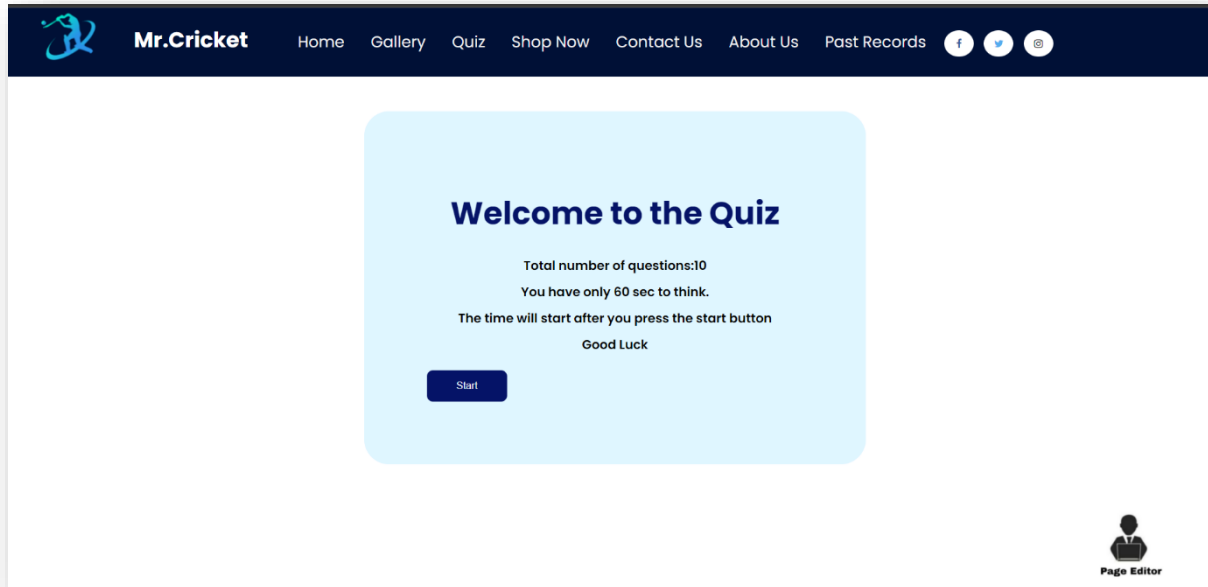 Mr.Cricket Home Gallery Quiz Shop Now Contact Us About Us Past Records
Welcome to the Quiz
Total number of questions:10
You have only 60 sec to think.
The time will start after you press the start button
Good Luck
Start
Page Editor